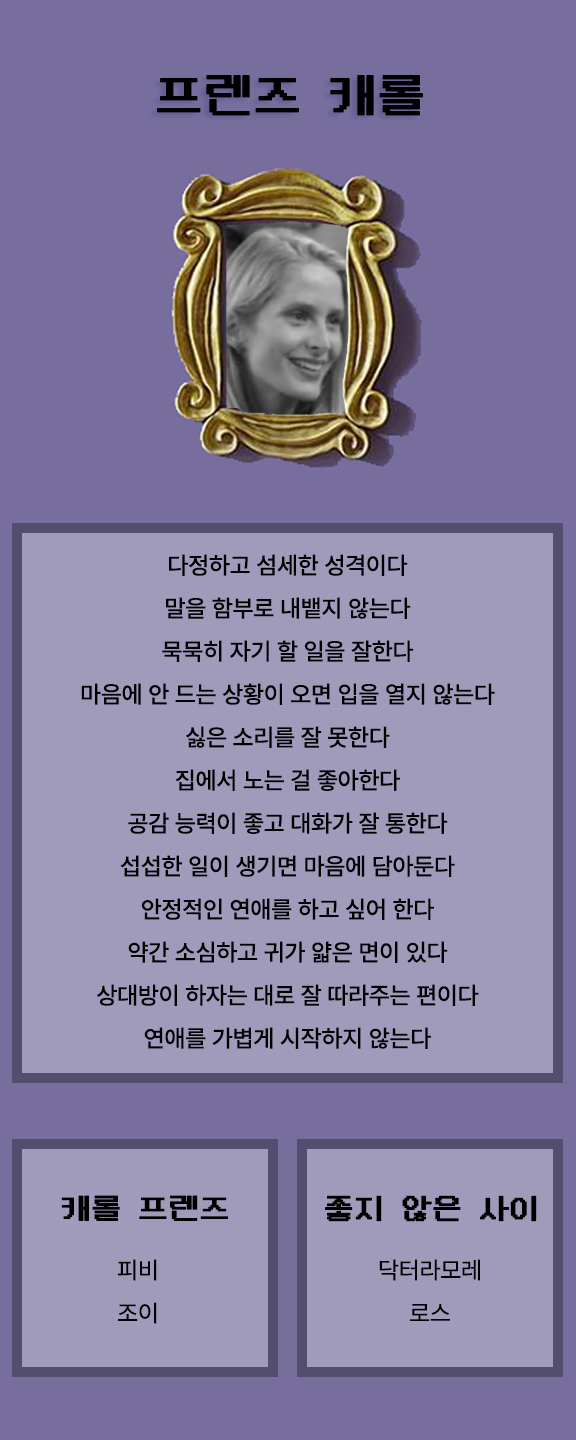 프렌즈 캐롤
다정하고 섬세한 성격이다
말을 함부로 내뱉지 않는다
묵묵히 자기 할 일을 잘한다
마음에 안 드는 상황이 오면 입을 열지 않는다
싫은 소리를 잘 못한다
집에서 노는 걸 좋아한다
공감 능력이 좋고 대화가 잘 통한다
섭섭한 일이 생기면 마음에 담아둔다
안정적인 연애를 하고 싶어 한다
약간 소심하고 귀가 얇은 면이 있다
상대방이 하자는 대로 잘 따라주는 편이다
연애를 가볍게 시작하지 않는다
캐롤 프렌즈
피비
조이
좋지 않은 사이
닥터라모레
로스